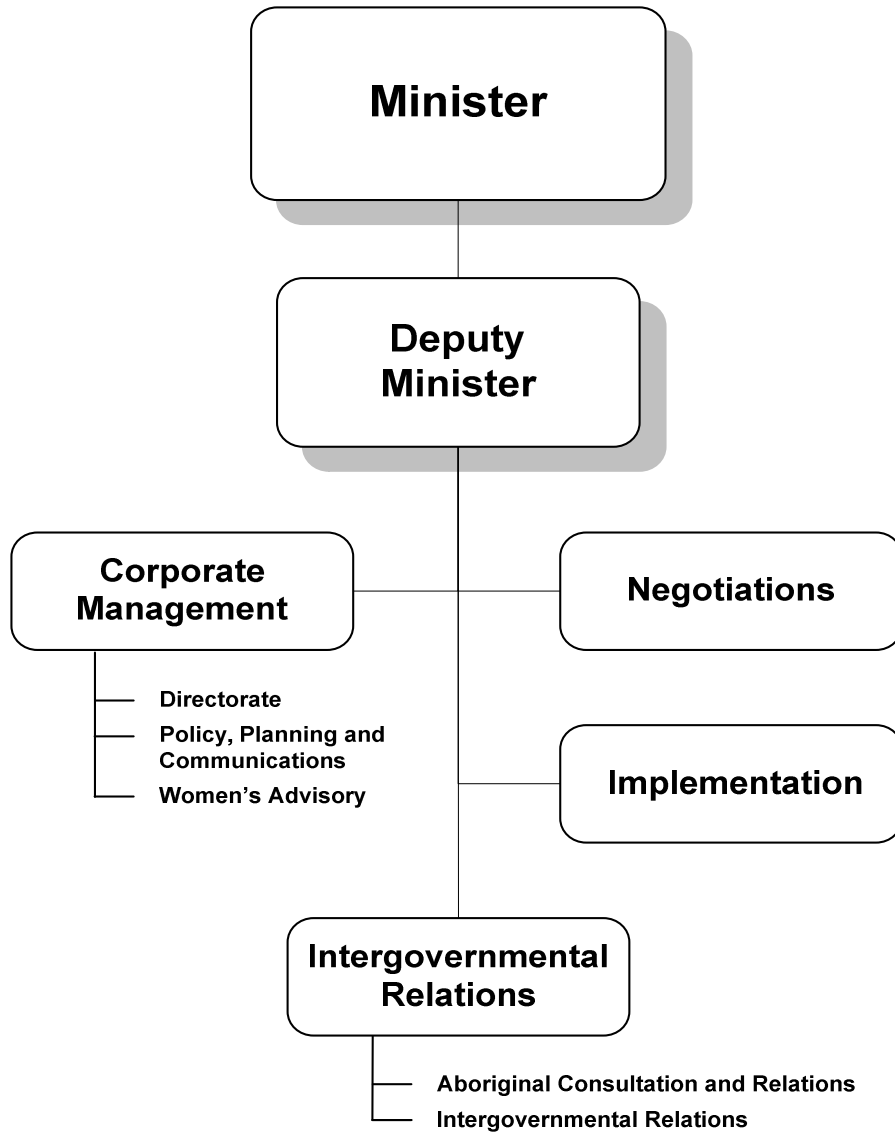 Minister
Deputy
Minister
Corporate
Management
Negotiations
Directorate
Policy, Planning and
Communications
Women’s Advisory
Implementation
Intergovernmental
Relations
Aboriginal Consultation and Relations
Intergovernmental Relations